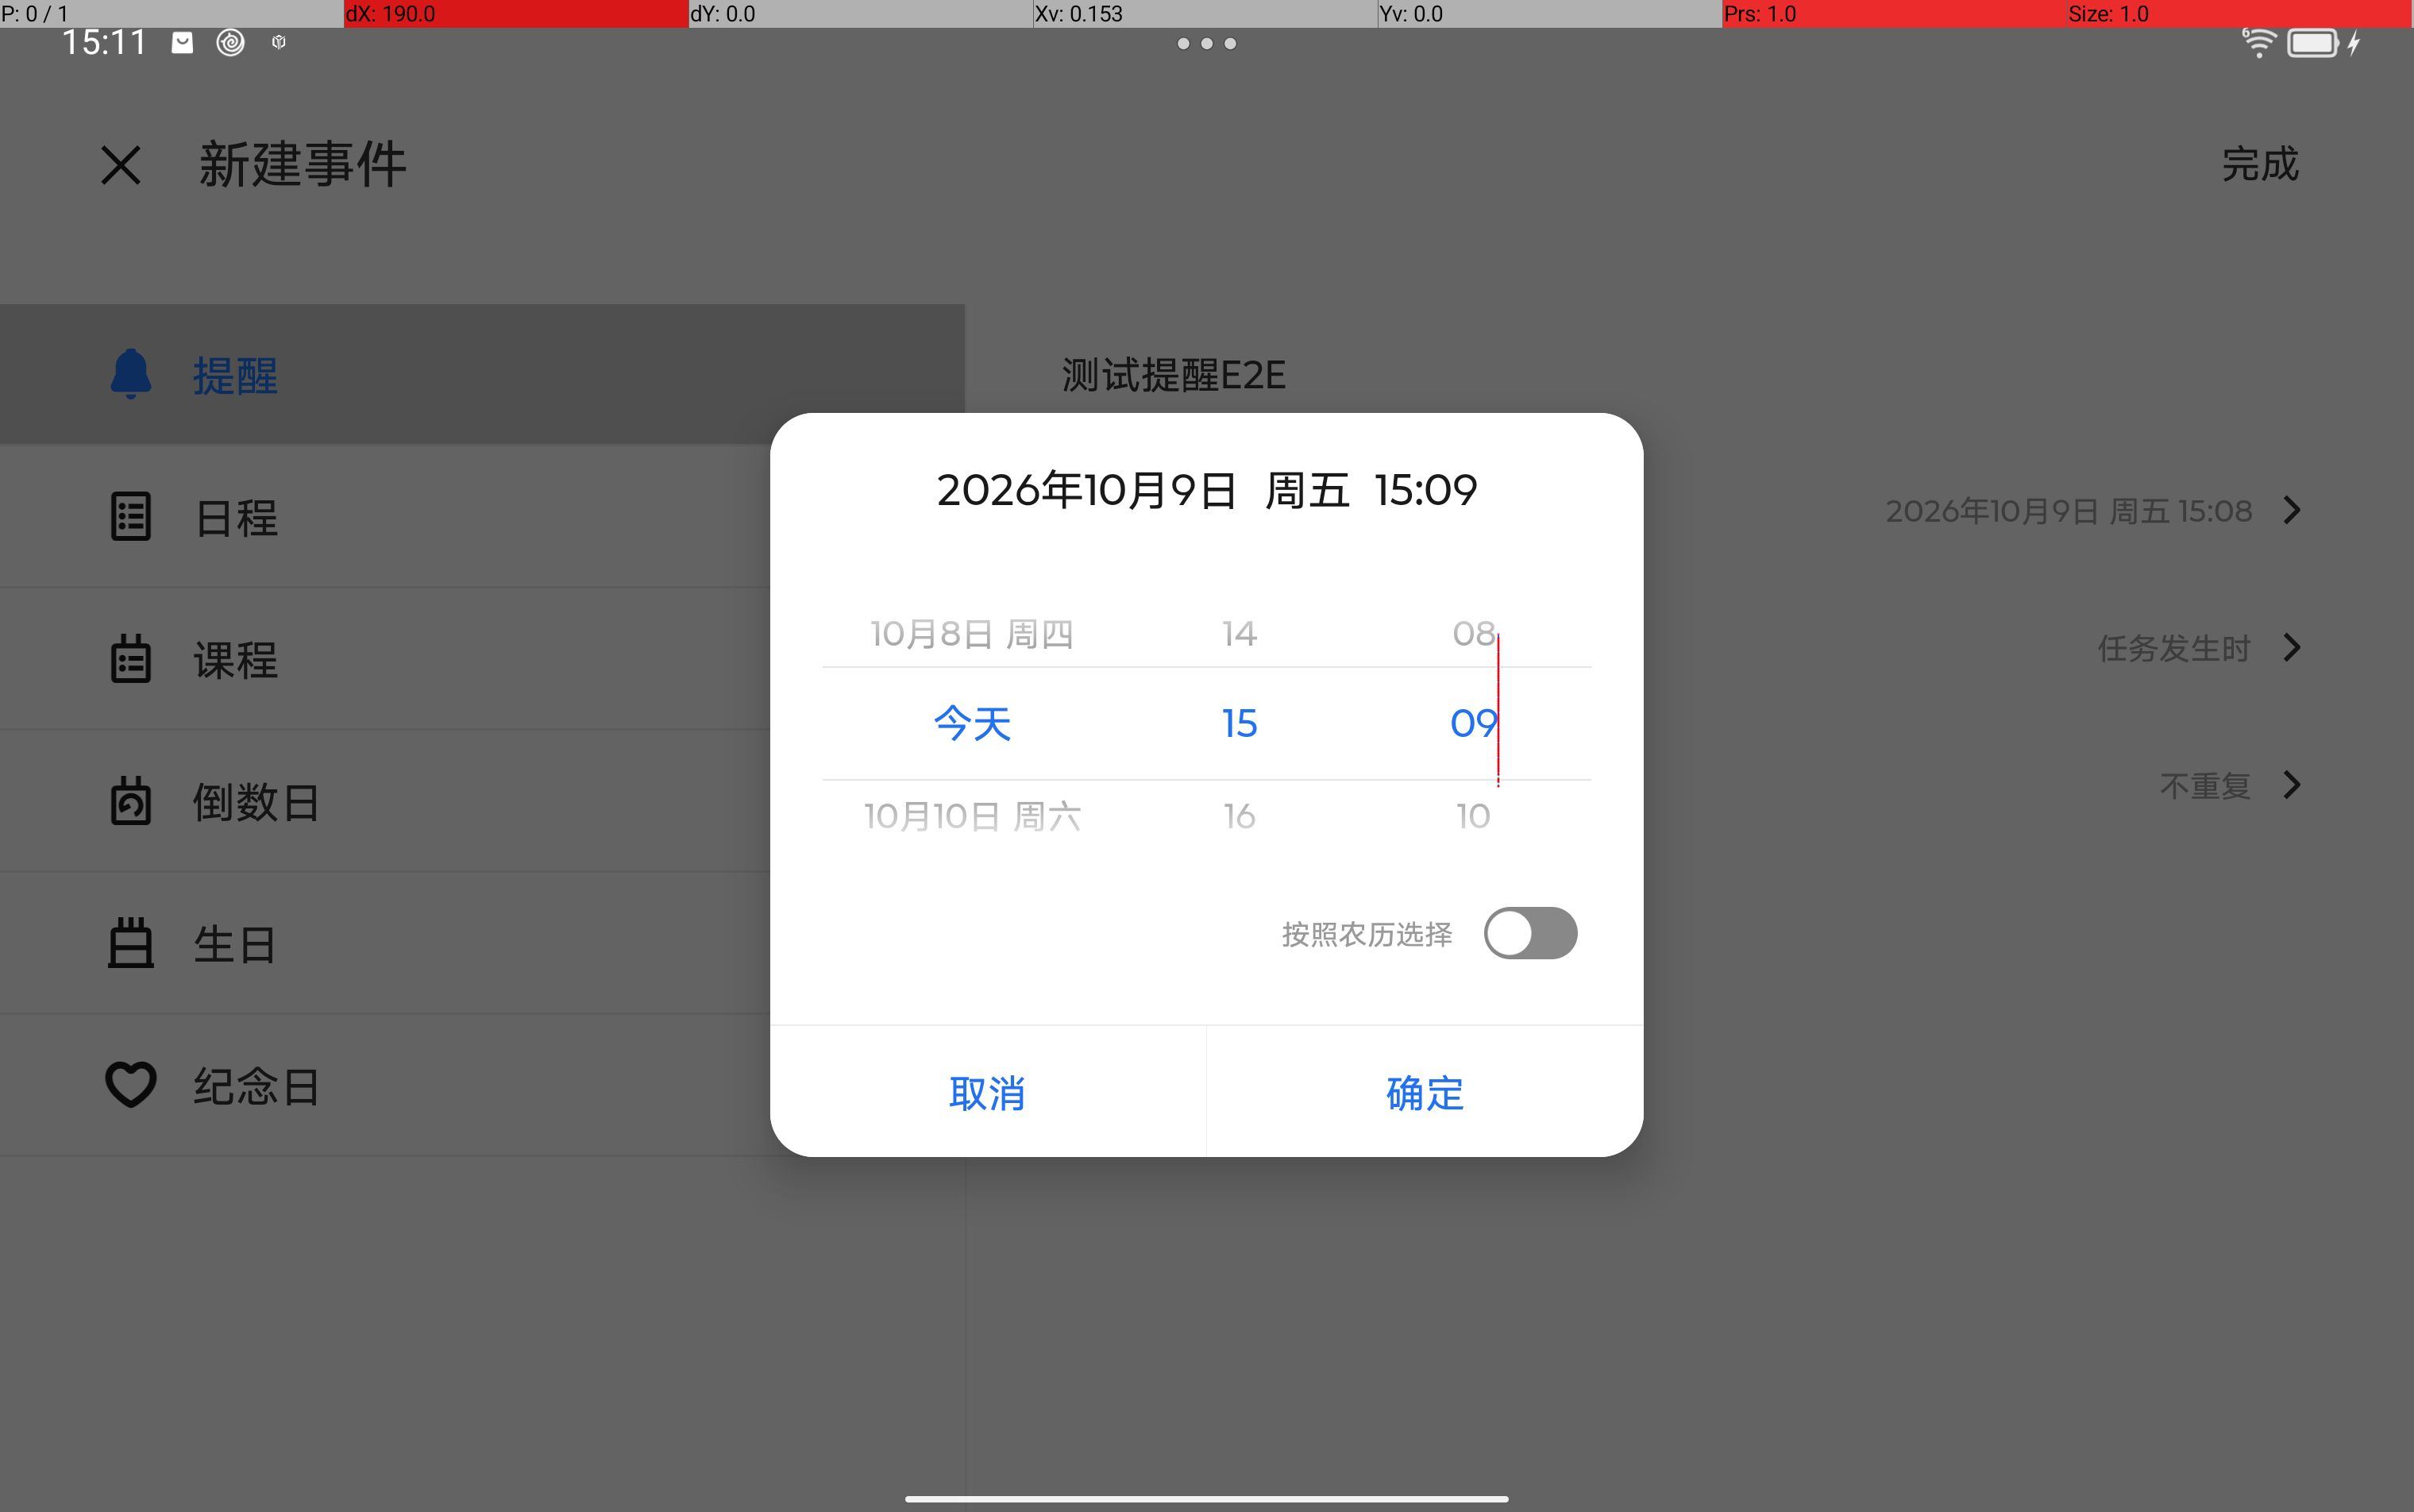 P: 0 / 1 dX: 190.0 dY: 0.0 Xv: 0.153 Yv: 0.0 Prs: 1.0 Size: 1.0
15:11 6
新建事件 完成
提醒
测试提醒E2E
日程
2026年10月9日 周五 15:08
课程
任务发生时
倒数日
不重复
生日
纪念日
2026年10月9日 周五 15:09
10月8日 周四 14 08
今天 15 09
10月10日 周六 16 10
按照农历选择
取消 确定